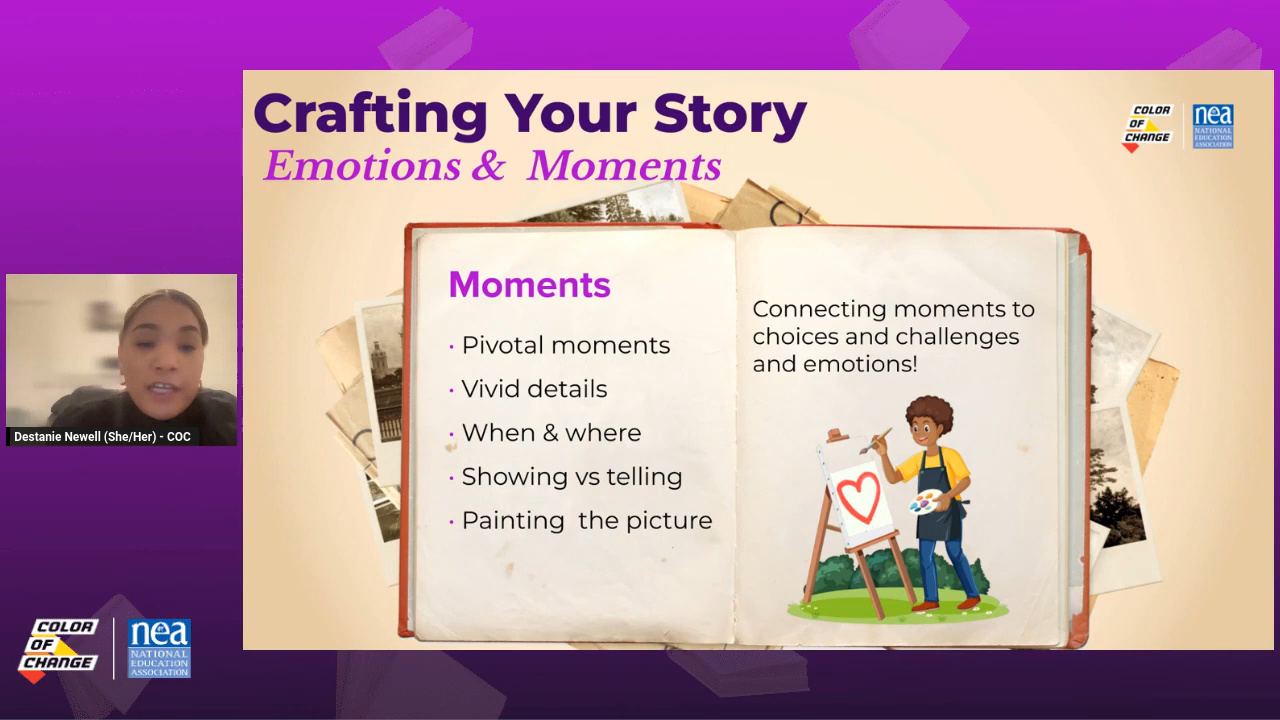 Crafting Your Story
Emotions & Moments
COLOR
OF
CHANGE
nea
NATIONAL
EDUCATION
ASSOCIATION
Moments
· Pivotal moments
· Vivid details
· When & where
· Showing vs telling
· Painting the picture
Connecting moments to
choices and challenges
and emotions!
Destanie Newell (She/Her) - COC
COLOR
OF
CHANGE
nea
NATIONAL
EDUCATION
ASSOCIATION